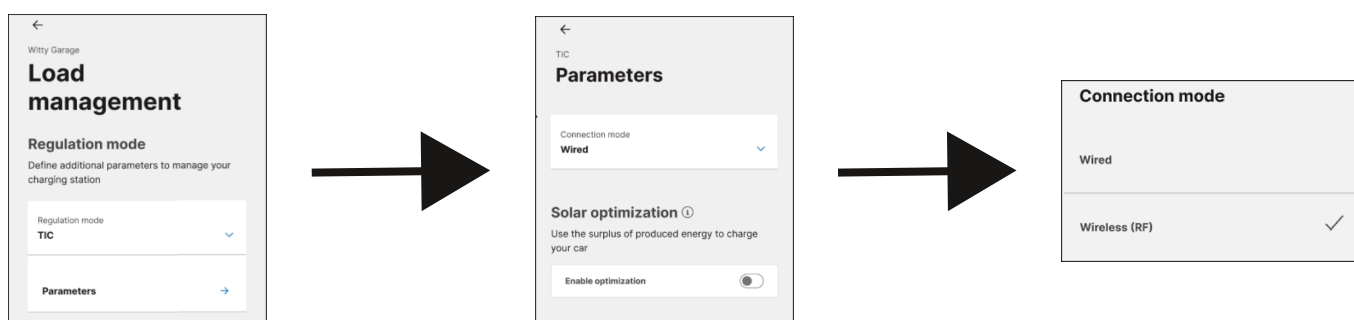 Witty Garage
Load
management
Regulation mode
Define additional parameters to manage your
charging station
Regulation mode
TIC
Parameters
TIC
Parameters
Connection mode
Wired
Solar optimization
Use the surplus of produced energy to charge
your car
Enable optimization
Connection mode
Wired
Wireless (RF)